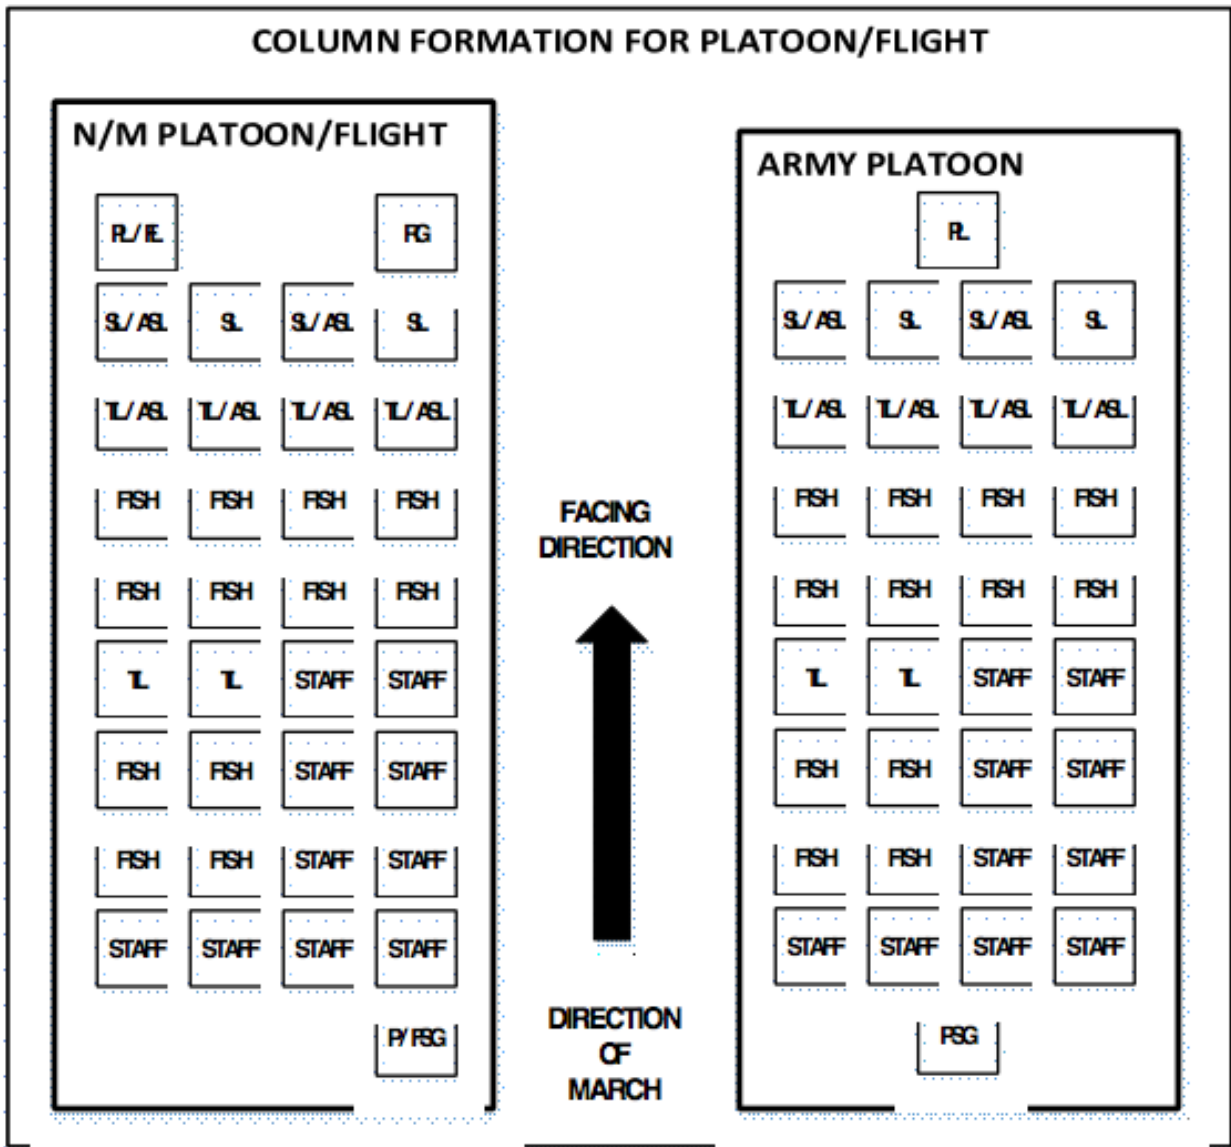 COLUMN FORMATION FOR PLATOON/FLIGHT
N/M PLATOON/FLIGHT
PL/FL FG
SL/ASL SL SL/ASL SL
TL/ASL TL/ASL TL/ASL TL/ASL
FISH FISH FISH FISH
FISH FISH FISH FISH
TL TL STAFF STAFF
FISH FISH STAFF STAFF
FISH FISH STAFF STAFF
STAFF STAFF STAFF STAFF
P/FSG
FACING
DIRECTION
DIRECTION
OF
MARCH
ARMY PLATOON
PL
SL/ASL SL SL/ASL SL
TL/ASL TL/ASL TL/ASL TL/ASL
FISH FISH FISH FISH
FISH FISH FISH FISH
TL TL STAFF STAFF
FISH FISH STAFF STAFF
FISH FISH STAFF STAFF
STAFF STAFF STAFF STAFF
PSG